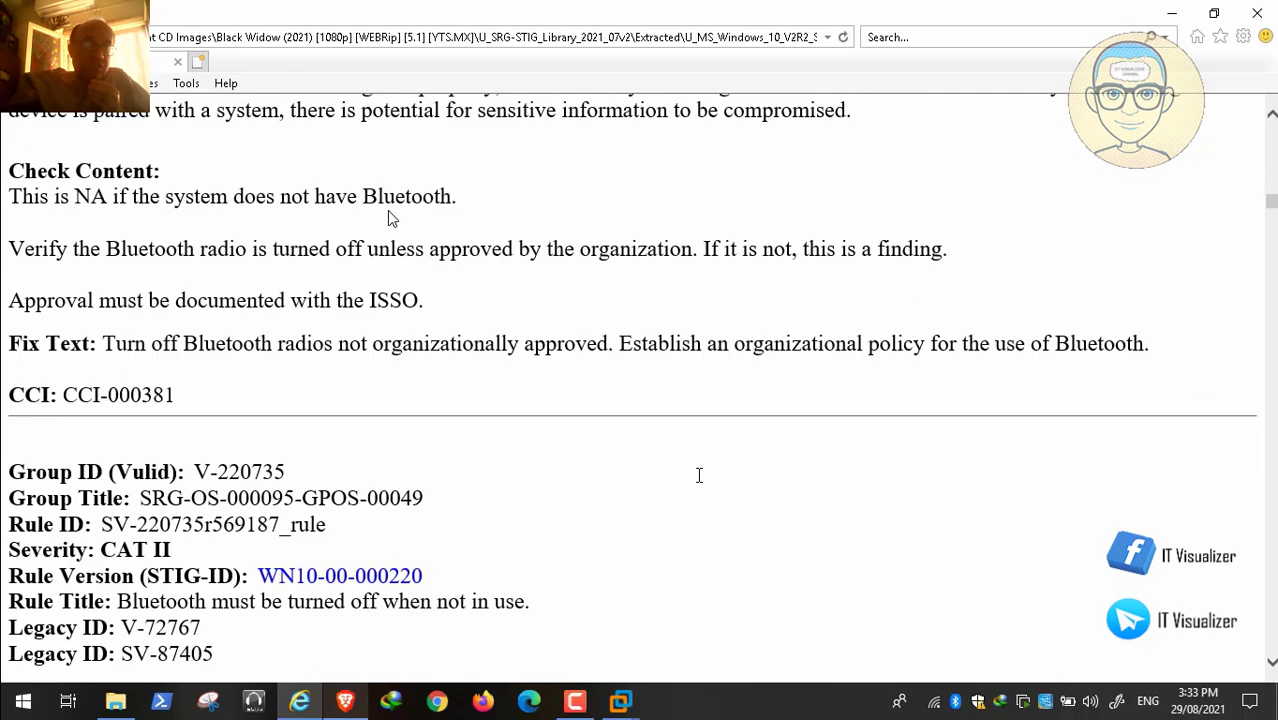 nt CD Images\Black Widow (2021) [1080p] [WEBRip] [5.1] [YTS.MX]\U_SRG-STIG_Library_2021_07v2\Extracted\U_MS_Windows_10_V2R2_S
Search...
Tools
Help
device is paired with a system, there is potential for sensitive information to be compromised.
IT VISUALIZER
CHANNEL
Check Content:
This is NA if the system does not have Bluetooth.
Verify the Bluetooth radio is turned off unless approved by the organization. If it is not, this is a finding.
Approval must be documented with the ISSO.
Fix Text: Turn off Bluetooth radios not organizationally approved. Establish an organizational policy for the use of Bluetooth.
CCI: CCI-000381
Group ID (Vulid): V-220735
Group Title: SRG-OS-000095-GPOS-00049
Rule ID: SV-220735r569187_rule
Severity: CAT II
Rule Version (STIG-ID): WN10-00-000220
Rule Title: Bluetooth must be turned off when not in use.
Legacy ID: V-72767
Legacy ID: SV-87405
IT Visualizer
IT Visualizer
ENG
3:33 PM
29/08/2021